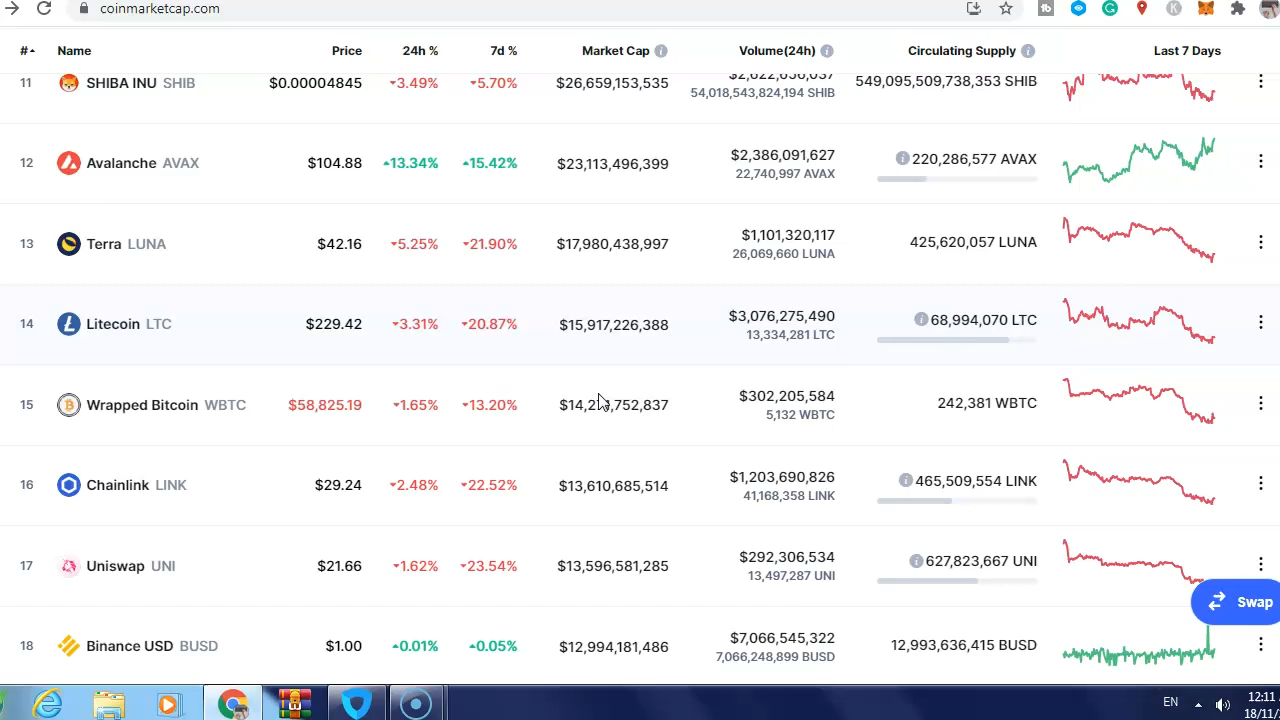 coinmarketcap.com
# Name Price 24h % 7d % Market Cap Volume(24h) Circulating Supply Last 7 Days
11 SHIBA INU SHIB $0.00004845 3.49% 5.70% $26,659,153,535 549,095,509,738,353 SHIB
54,018,543,824,194 SHIB
12 Avalanche AVAX $104.88 13.34% 15.42% $23,113,496,399 $2,386,091,627 220,286,577 AVAX
22,740,997 AVAX
13 Terra LUNA $42.16 5.25% 21.90% $17,980,438,997 $1,101,320,117 425,620,057 LUNA
26,069,660 LUNA
14 Litecoin LTC $229.42 3.31% 20.87% $15,917,226,388 $3,076,275,490 68,994,070 LTC
13,334,281 LTC
15 Wrapped Bitcoin WBTC $58,825.19 1.65% 13.20% $302,205,584 242,381 WBTC
5,132 WBTC
16 Chainlink LINK $29.24 2.48% 22.52% $13,610,685,514 $1,203,690,826 465,509,554 LINK
41,168,358 LINK
17 Uniswap UNI $21.66 1.62% 23.54% $13,596,581,285 $292,306,534 627,823,667 UNI
13,497,287 UNI
Swap
18 Binance USD BUSD $1.00 0.01% 0.05% $12,994,181,486 $7,066,545,322 12,993,636,415 BUSD
7,066,248,899 BUSD
EN 12:11
18/11/